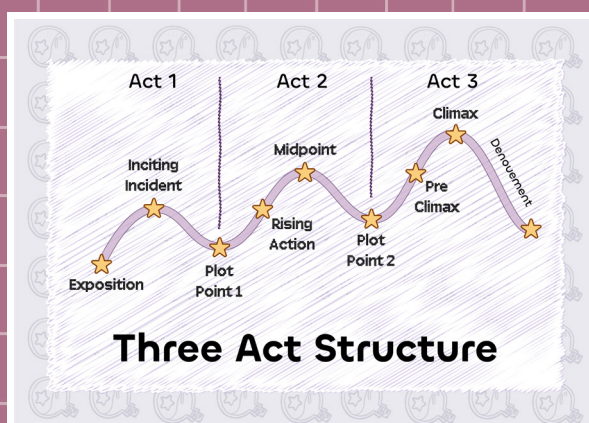 Act 1
Act 2
Act 3
Climax
Denouement
Midpoint
Inciting
Incident
Pre
Climax
Rising
Action
Plot
Point 2
Plot
Point 1
Exposition
Three Act Structure